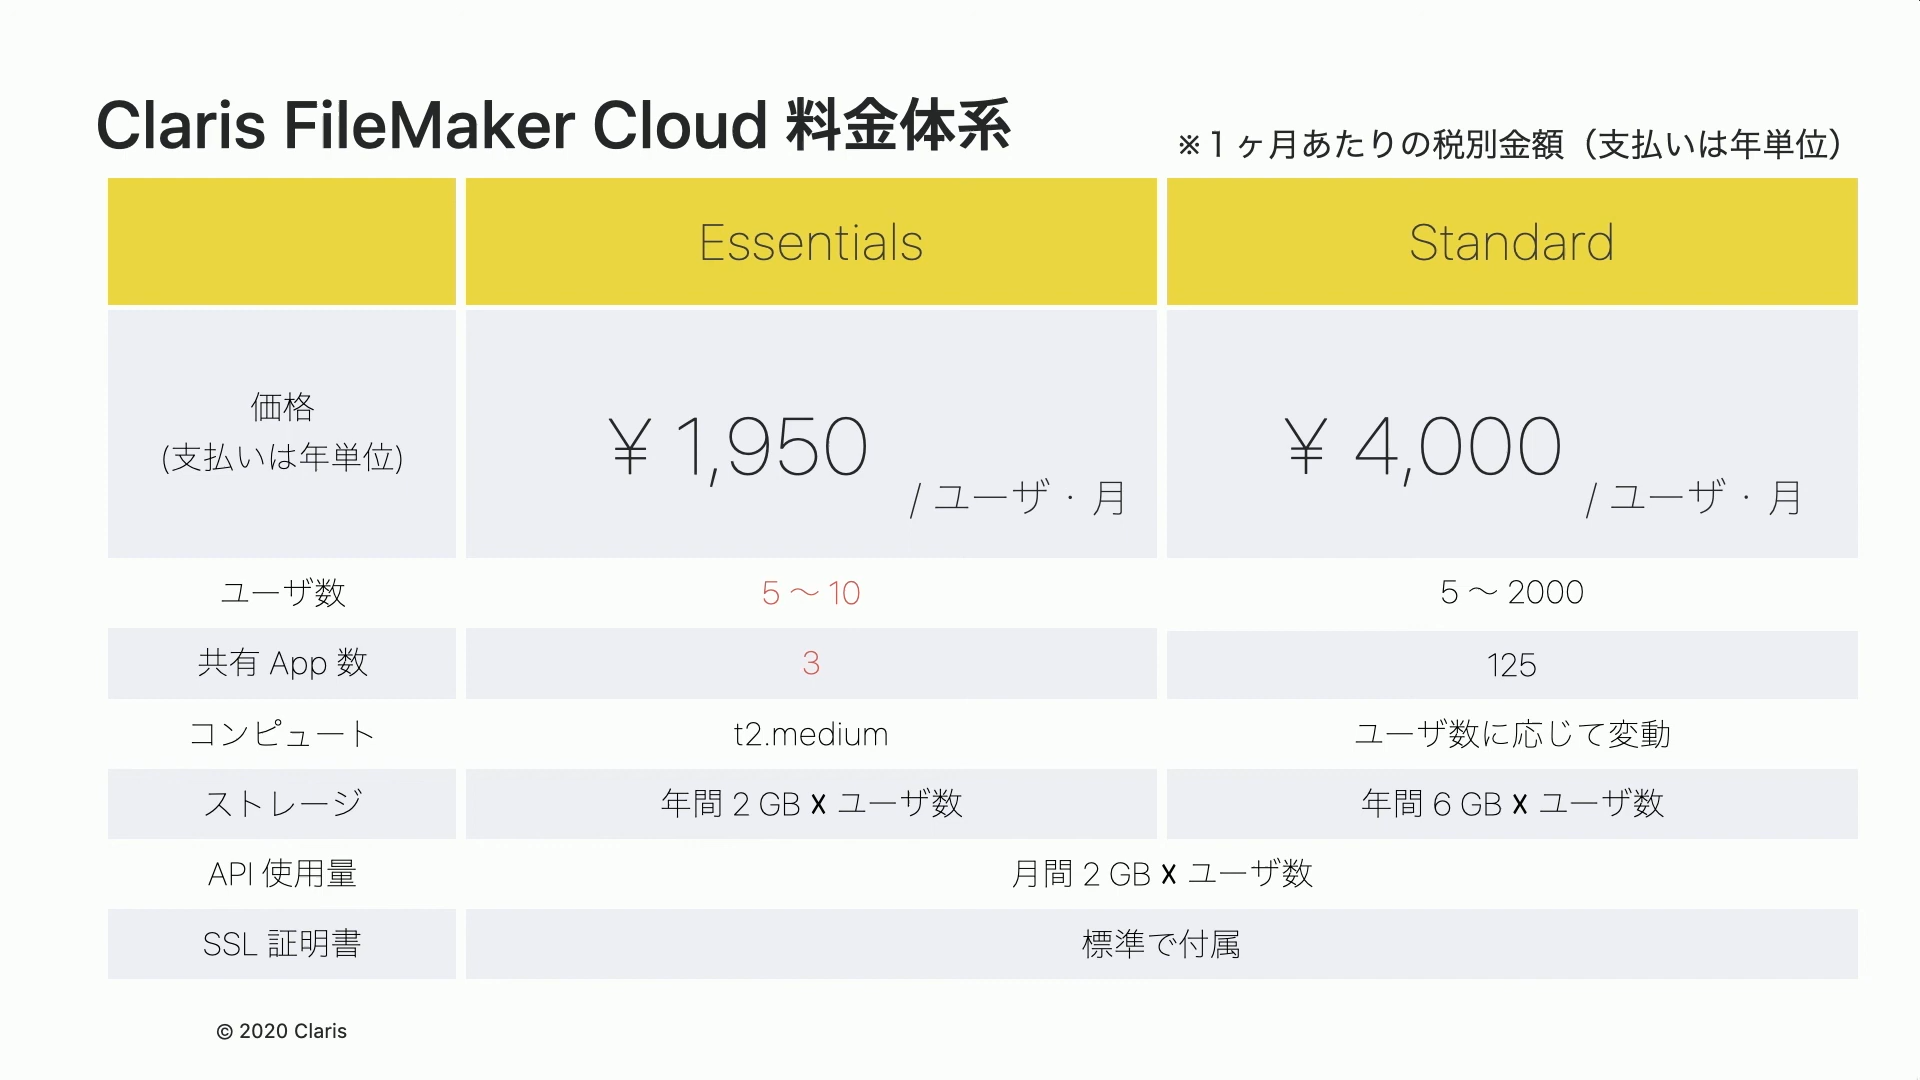 Claris FileMaker Cloud 料金体系
※1ヶ月あたりの税別金額（支払いは年単位）
Essentials
Standard
価格
(支払いは年単位)
¥ 1,950
/ ユーザ・月
¥ 4,000
/ ユーザ・月
ユーザ数
5 〜 10
5 〜 2000
共有 App 数
3
125
コンピュート
t2.medium
ユーザ数に応じて変動
ストレージ
年間 2 GB x ユーザ数
年間 6 GB x ユーザ数
API 使用量
月間 2 GB x ユーザ数
SSL 証明書
標準で付属
© 2020 Claris